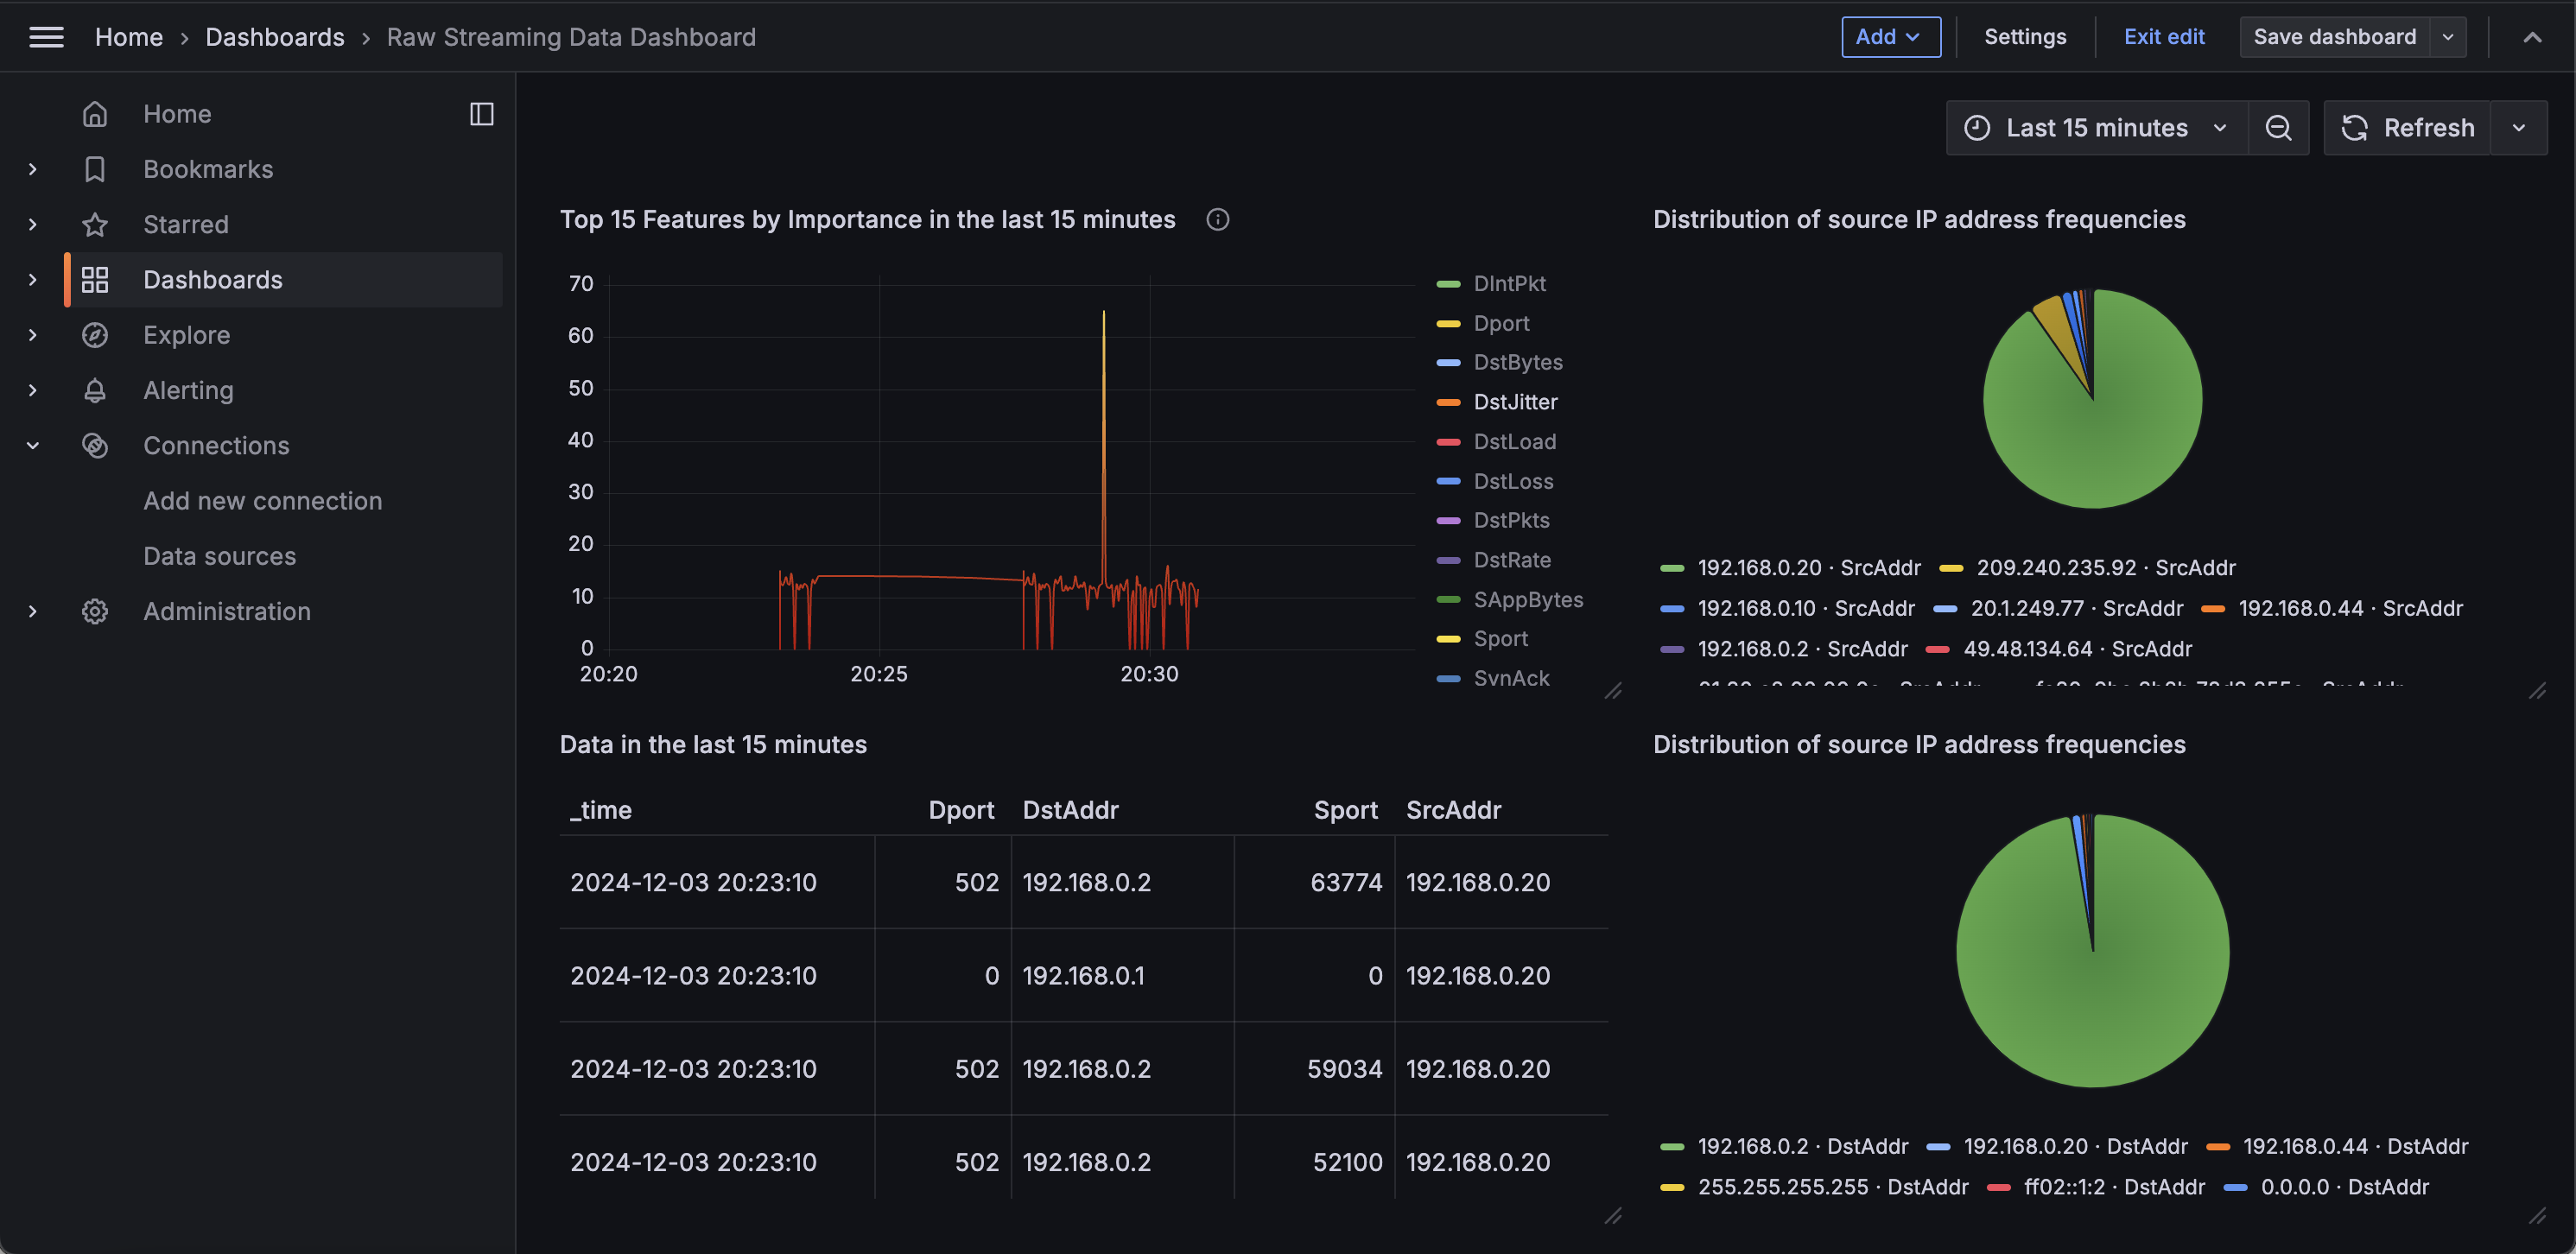 Home › Dashboards › Raw Streaming Data Dashboard
Add
Settings
Exit edit
Save dashboard
Home
Bookmarks
Starred
Dashboards
Explore
Alerting
Connections
Add new connection
Data sources
Administration
Last 15 minutes
Refresh
Top 15 Features by Importance in the last 15 minutes
70
60
50
40
30
20
10
0
20:20 20:25 20:30
DIntPkt
Dport
DstBytes
DstJitter
DstLoad
DstLoss
DstPkts
DstRate
SAppBytes
Sport
SynAck
Distribution of source IP address frequencies
192.168.0.20 · SrcAddr 209.240.235.92 · SrcAddr
192.168.0.10 · SrcAddr 20.1.249.77 · SrcAddr 192.168.0.44 · SrcAddr
192.168.0.2 · SrcAddr 49.48.134.64 · SrcAddr
SrcAddr SrcAddr
Data in the last 15 minutes
_time Dport DstAddr Sport SrcAddr
2024-12-03 20:23:10 502 192.168.0.2 63774 192.168.0.20
2024-12-03 20:23:10 0 192.168.0.1 0 192.168.0.20
2024-12-03 20:23:10 502 192.168.0.2 59034 192.168.0.20
2024-12-03 20:23:10 502 192.168.0.2 52100 192.168.0.20
Distribution of source IP address frequencies
192.168.0.2 · DstAddr 192.168.0.20 · DstAddr 192.168.0.44 · DstAddr
255.255.255.255 · DstAddr ff02::1:2 · DstAddr 0.0.0.0 · DstAddr